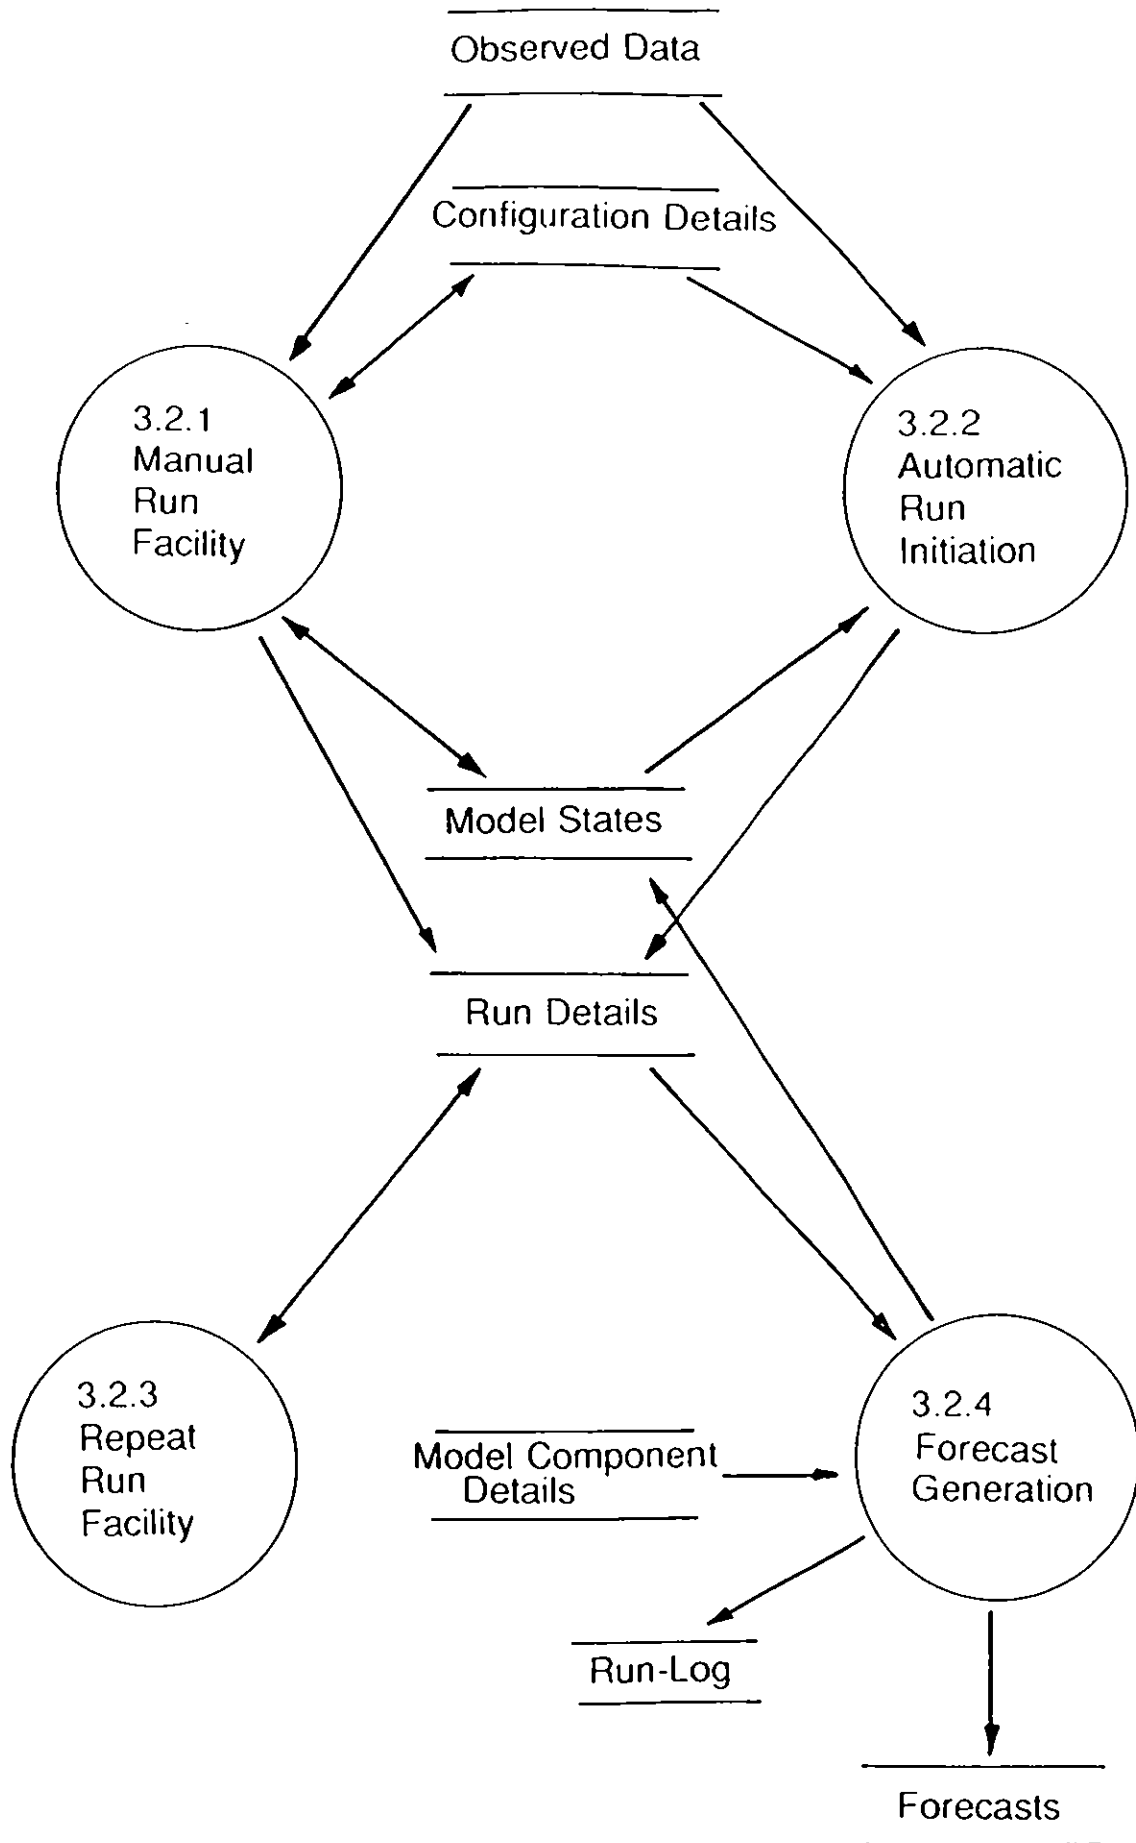 Observed Data
Configuration Details
3.2.1
Manual
Run
Facility
3.2.2
Automatic
Run
Initiation
Model States
Run Details
3.2.3
Repeat
Run
Facility
Model Component
Details
3.2.4
Forecast
Generation
Run-Log
Forecasts